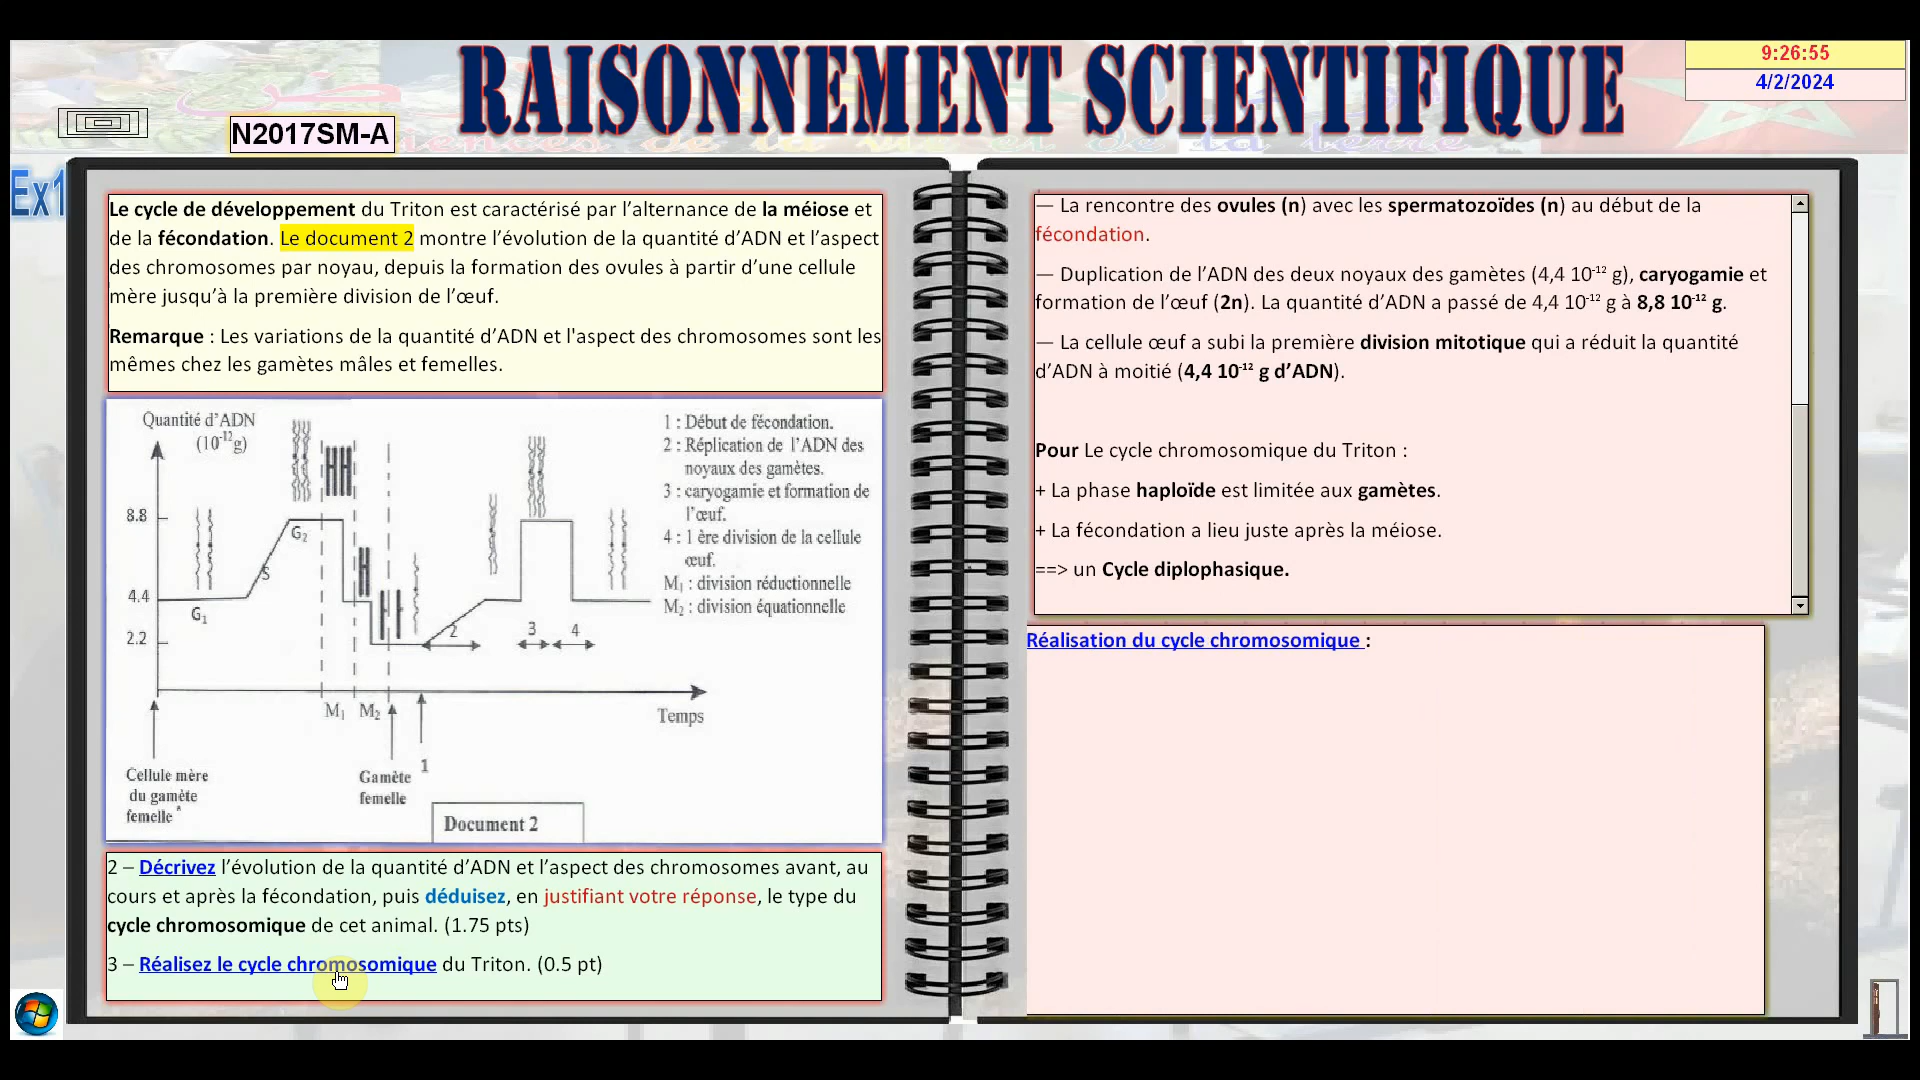 RAISONNEMENT SCIENTIFIQUE
9:26:55
4/2/2024
N2017SM-A
Ex1
Le cycle de développement du Triton est caractérisé par l’alternance de la méiose et
de la fécondation. Le document 2 montre l’évolution de la quantité d’ADN et l’aspect
des chromosomes par noyau, depuis la formation des ovules à partir d’une cellule
mère jusqu’à la première division de l’œuf.
Remarque : Les variations de la quantité d’ADN et l'aspect des chromosomes sont les
mêmes chez les gamètes mâles et femelles.
Quantité d’ADN
(10⁻¹²g)
8.8
4.4
2.2
G₁
S
G₂
2
3
4
M₁
M₂
1
Temps
Cellule mère
du gamète
femelle
Gamète
femelle
Document 2
1 : Début de fécondation.
2 : Réplication de l’ADN des
noyaux des gamètes.
3 : caryogamie et formation de
l’œuf.
4 : 1 ère division de la cellule
œuf.
M₁ : division réductionnelle
M₂ : division équationnelle
2 – Décrivez l’évolution de la quantité d’ADN et l’aspect des chromosomes avant, au
cours et après la fécondation, puis déduisez, en justifiant votre réponse, le type du
cycle chromosomique de cet animal. (1.75 pts)
3 – Réalisez le cycle chromosomique du Triton. (0.5 pt)
— La rencontre des ovules (n) avec les spermatozoïdes (n) au début de la
fécondation.
— Duplication de l’ADN des deux noyaux des gamètes (4,4 10⁻¹² g), caryogamie et
formation de l’œuf (2n). La quantité d’ADN a passé de 4,4 10⁻¹² g à 8,8 10⁻¹² g.
— La cellule œuf a subi la première division mitotique qui a réduit la quantité
d’ADN à moitié (4,4 10⁻¹² g d’ADN).
Pour Le cycle chromosomique du Triton :
+ La phase haploïde est limitée aux gamètes.
+ La fécondation a lieu juste après la méiose.
==> un Cycle diplophasique.
Réalisation du cycle chromosomique :